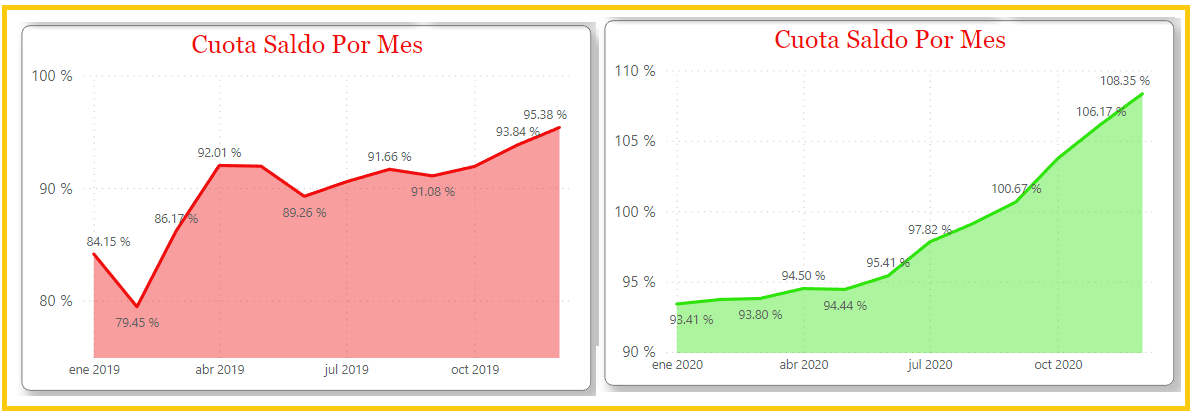 Cuota Saldo Por Mes
100 %
90 %
80 %
84.15 %
79.45 %
86.17 %
92.01 %
89.26 %
91.66 %
91.08 %
93.84 %
95.38 %
ene 2019
abr 2019
jul 2019
oct 2019
Cuota Saldo Por Mes
110 %
105 %
100 %
95 %
90 %
93.41 %
93.80 %
94.50 %
94.44 %
95.41 %
97.82 %
100.67 %
106.17 %
108.35 %
ene 2020
abr 2020
jul 2020
oct 2020